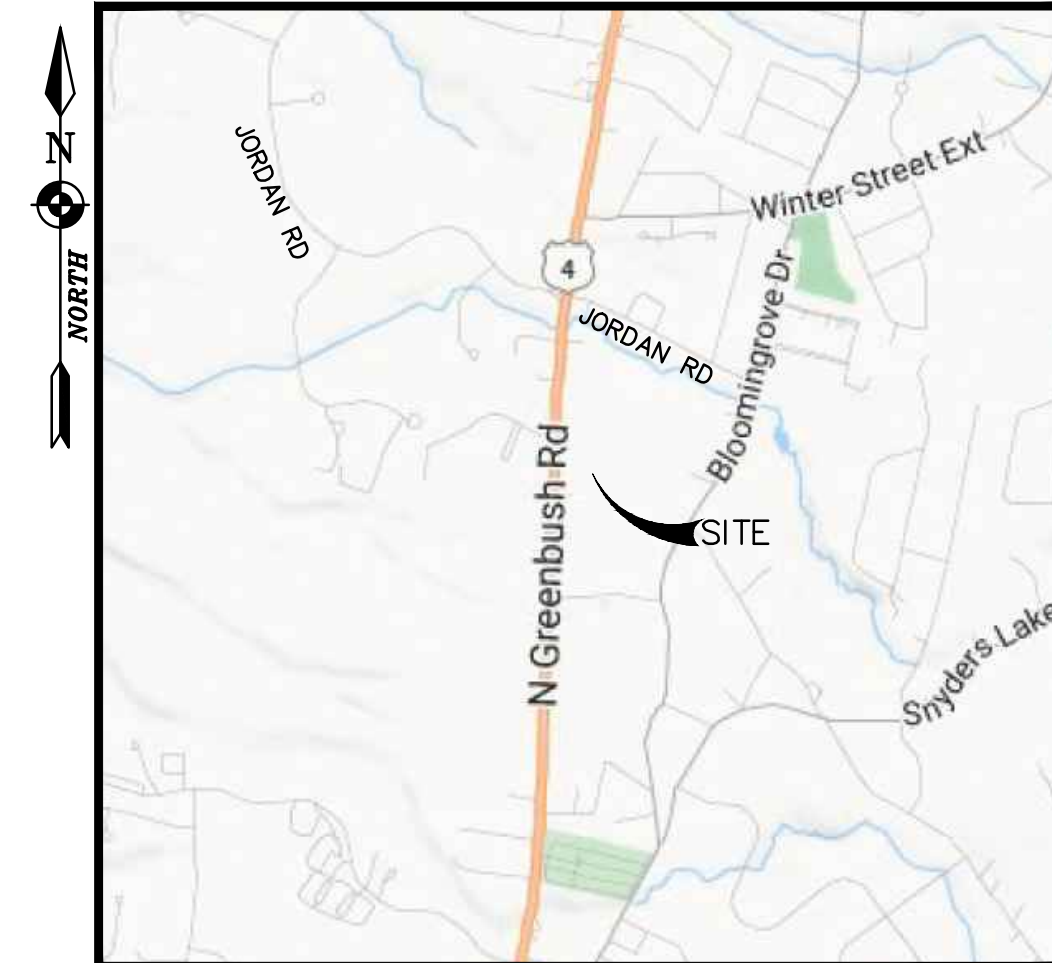 N
NORTH
JORDAN RD
Winter Street Ext
4
JORDAN RD
Bloomingrove Dr
N Greenbush Rd
SITE
Snyders Lake